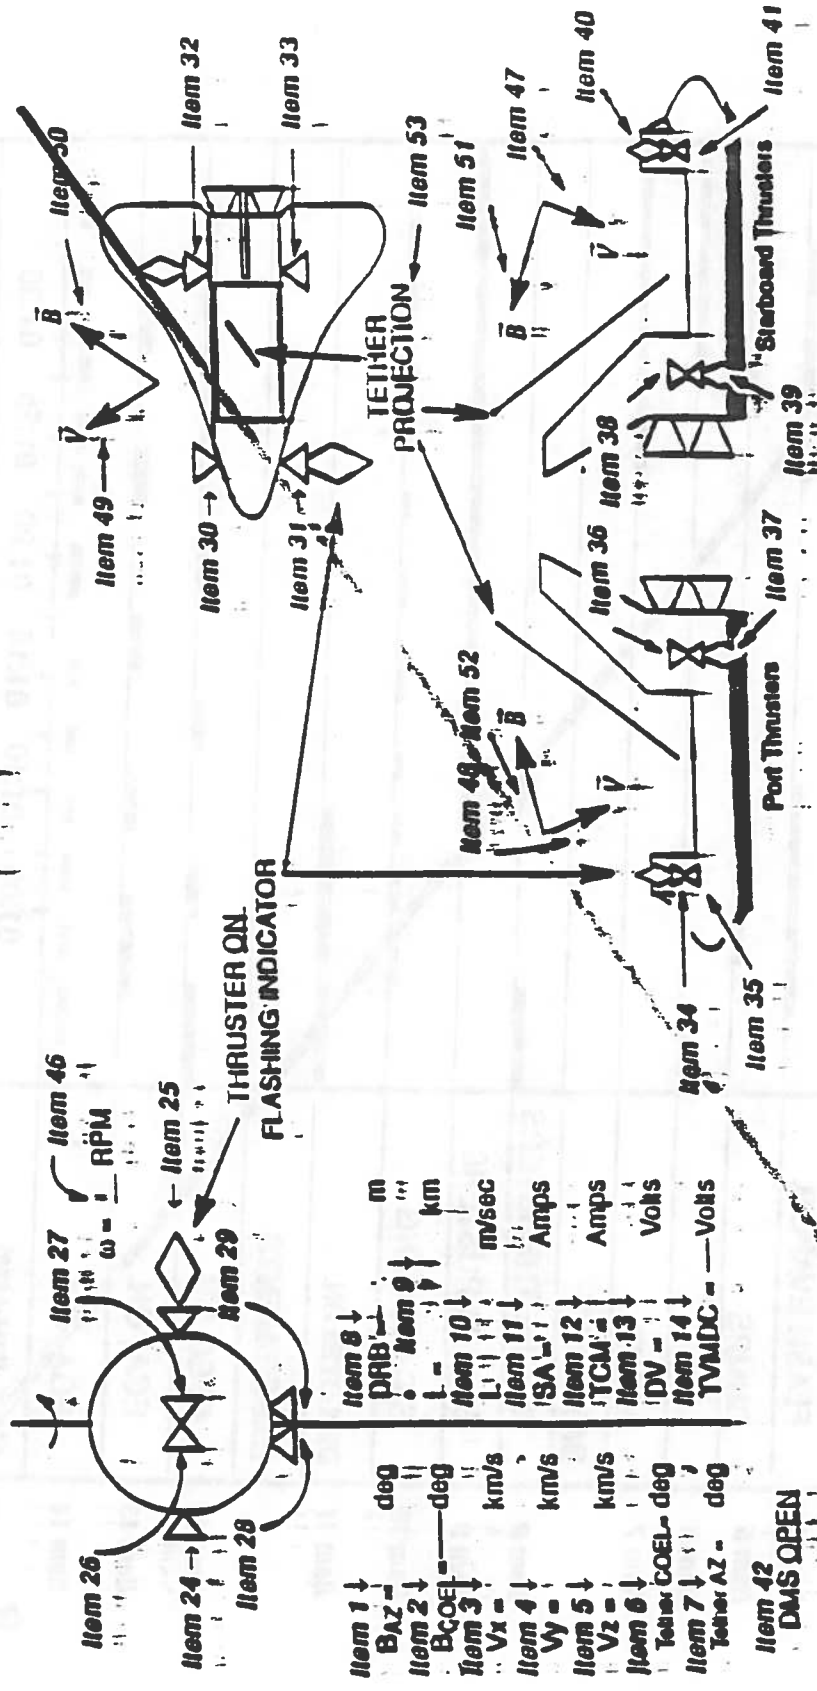 Item 26
Item 24
Item 28
Item 27
Item 46
ω = RPM
Item 25
Item 29
THRUSTER ON
FLASHING INDICATOR
Item 1
BAZ = deg
Item 2
BCOEL = deg
Item 3
Vx = km/s
Item 4
Vy = km/s
Item 5
Vz = km/s
Item 6
Tether COEL = deg
Item 7
Tether AZ = deg
Item 42
DMS OPEN
Item 8
DRB m
Item 9
L = km
Item 10
L m/sec
Item 11
SA = Amps
Item 12
TCM = Amps
Item 13
DV = Volts
Item 14
TVMDC = Volts
Item 49
V
B
Item 50
Item 32
Item 33
Item 30
Item 31
TETHER
PROJECTION
Item 48
Item 52
B
V
Item 34
Item 35
Item 36
Item 37
Port Thrusters
Item 53
Item 51
Item 47
B
V
Item 40
Item 41
Item 38
Item 39
Starboard Thrusters